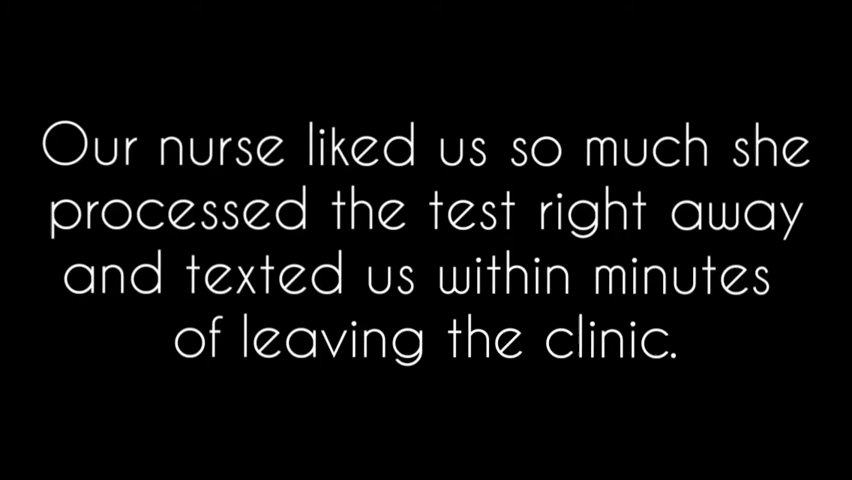 Our nurse liked us so much she
processed the test right away
and texted us within minutes
of leaving the clinic.